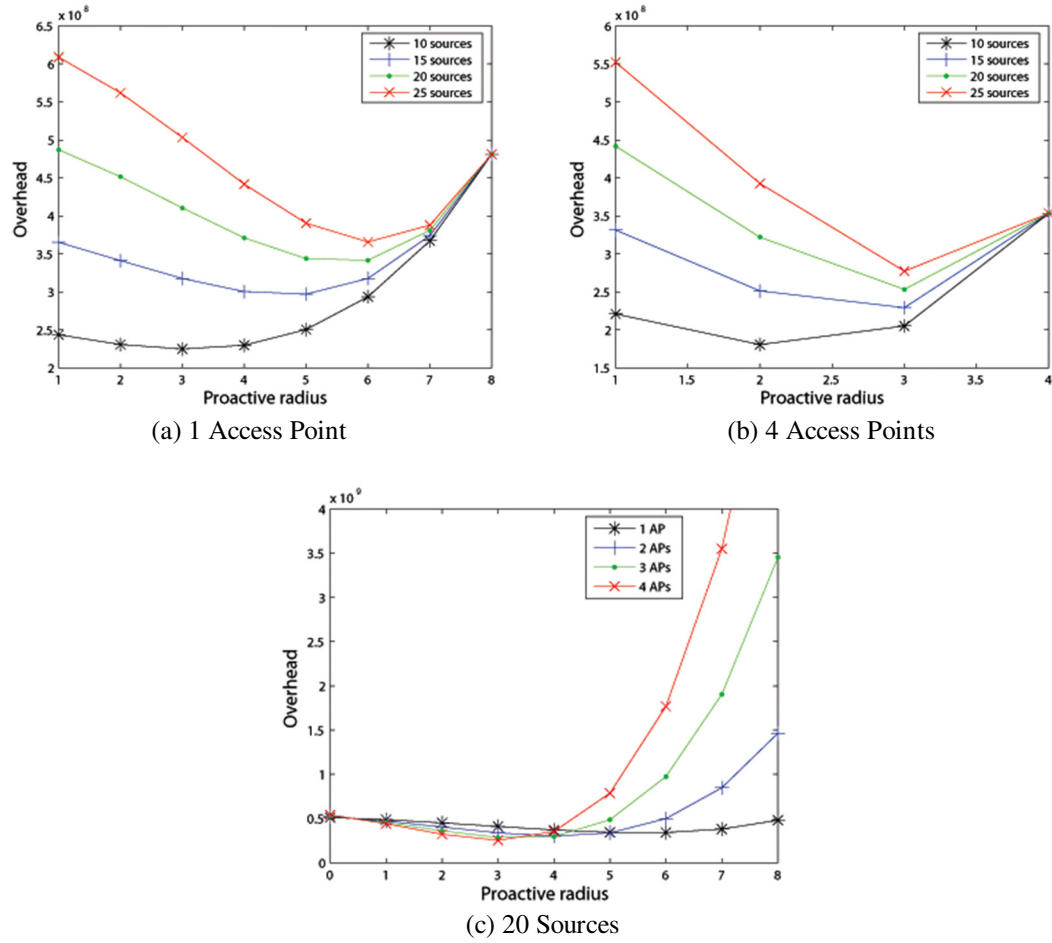 x 10^8
6.5
6
5.5
5
4.5
4
3.5
3
2.5
2
Overhead
10 sources
15 sources
20 sources
25 sources
1 2 3 4 5 6 7 8
Proactive radius
(a) 1 Access Point
x 10^8
6
5.5
5
4.5
4
3.5
3
2.5
2
1.5
Overhead
10 sources
15 sources
20 sources
25 sources
1 1.5 2 2.5 3 3.5 4
Proactive radius
(b) 4 Access Points
x 10^9
4
3.5
3
2.5
2
1.5
1
0.5
0
Overhead
1 AP
2 APs
3 APs
4 APs
0 1 2 3 4 5 6 7 8
Proactive radius
(c) 20 Sources